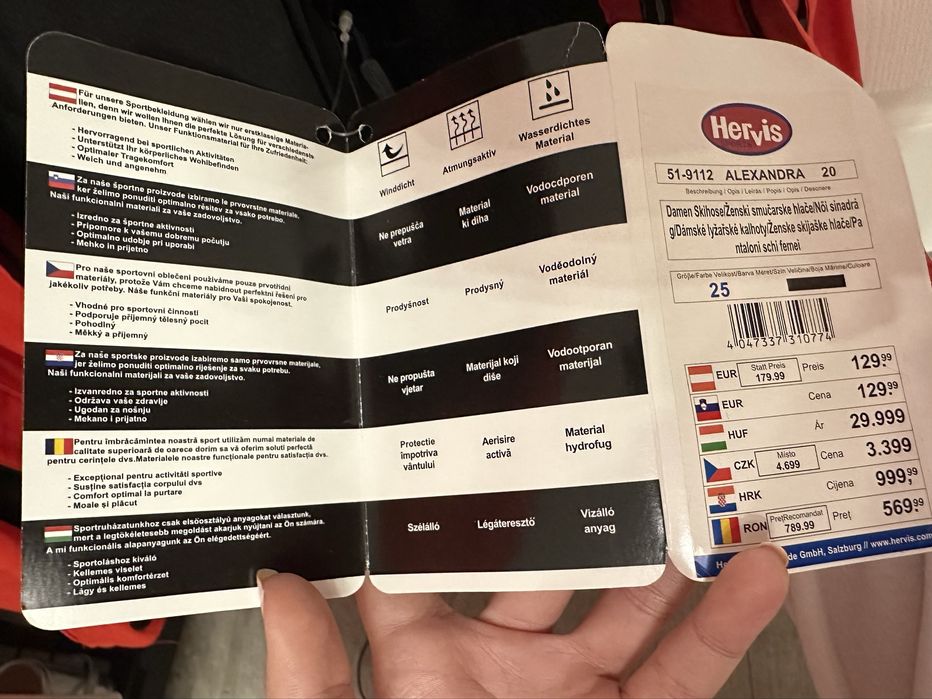 Für unsere Sportbekleidung wählen wir nur erstklassige Materia-
lien, denn wir wollen Ihnen die perfekte Lösung für verschiedenste
Anforderungen bieten. Unser Funktionsmaterial für Ihre Zufriedenheit:
- Hervorragend bei sportlichen Aktivitäten
- Unterstützt Ihr körperliches Wohlbefinden
- Optimaler Tragekomfort
- Weich und angenehm
Za naše športne proizvode izbiramo le prvovrstne materiale,
ker želimo ponuditi optimalno rešitev za vsako potrebo.
Naši funkcionalni materiali za vaše zadovoljstvo.
- Izredno za športne aktivnosti
- Pripomore k vašemu dobremu počutju
- Optimalno udobje pri uporabi
- Mehko in prijetno
Pro naše sportovní oblečení používáme pouze prvotřídní
materiály, protože Vám chceme nabídnout perfektní řešení pro
jakékoliv potřeby. Náše funkční materiály pro Vaši spokojenost.
- Vhodné pro sportovní činnosti
- Podporuje příjemný tělesný pocit
- Pohodlný
- Měkký a příjemný
Za naše sportske proizvode izabiremo samo prvovrsne materijale,
jer želimo ponuditi optimalno riješenje za svaku potrebu.
Naši funkcionalni materijali za vaše zadovoljstvo.
- Izvanredno za sportske aktivnosti
- Održava vaše zdravlje
- Ugodan za nošnju
- Mekano i prijatno
Pentru îmbrăcămintea noastră sport utilizăm numai materiale de
calitate superioară de oarece dorim sa vă oferim soluti perfectă
pentru cerințele dvs.Materialele noastre funcționale pentru satisfacția dvs.
- Excepțional pentru activităti sportive
- Susține satisfacția corpului dvs
- Comfort optimal la purtare
- Moale și plăcut
Sportruházatunkhoz csak elsőosztályú anyagokat választunk,
mert a legtökéletesebb megoldást akarjuk nyújtani az Ön számára.
A mi funkcionális alapanyagunk az Ön elégedettségéért.
- Sportoláshoz kiváló
- Kellemes viselet
- Optimális komfortérzet
- Lágy és kellemes
Winddicht
Atmungsaktiv
Wasserdichtes
Material
Ne prepušča
vetra
Material
ki diha
Vodocdporen
material
Prodyšnost
Prodysný
Voděodolný
materiál
Ne propušta
vjetar
Materijal koji
diše
Vodootporan
materijal
Protectie
impotriva
vântului
Aerisire
activă
Material
hydrofug
Szélálló
Légáteresztő
Vízálló
anyag
Hervis
SPORTS
51-9112 ALEXANDRA 20
Beschreibung / Opis / Leirás / Popis / Opis / Descriere
Damen Skihose/Ženski smučarske hlače/Nöi sinadrá
g/Dámské lyžařské kalhoty/Ženske skijaške hlače/Pa
ntaloni schi femei
Größe/Farbe Velikost/Barva Méret/Szín Veličina/Boja Mărime/Culoare
25
4 047337 310774
EUR Statt Preis 179.99 Preis 129.99
EUR Cena 129.99
HUF Ár 29.999
CZK Místo 4.699 Cena 3.399
HRK Cijena 999,99
RON Preț Recomandat 789.99 Preț 569.99
de GmbH, Salzburg // www.hervis.com